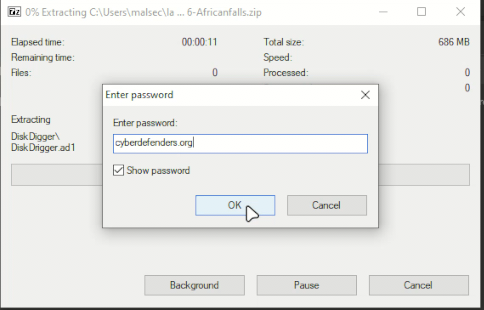 0% Extracting C:\Users\malsec\la ... 6-Africanfalls.zip
Elapsed time: 00:00:11 Total size: 686 MB
Remaining time: Speed:
Files: 0 Processed: 0
0
Enter password
Enter password:
cyberdefenders.org
Show password
OK Cancel
Extracting
DiskDigger\
DiskDrigger.ad1
Background Pause Cancel